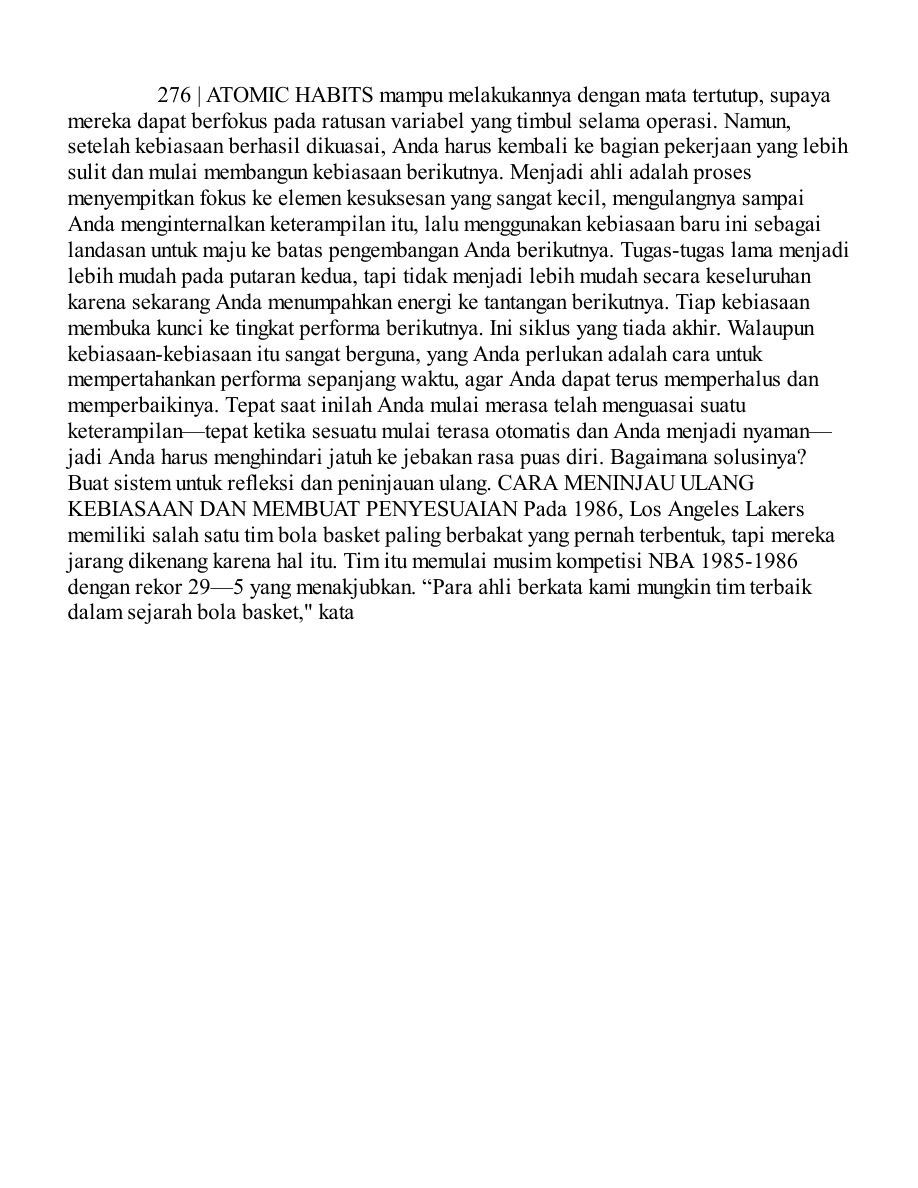 276 | ATOMIC HABITS mampu melakukannya dengan mata tertutup, supaya
mereka dapat berfokus pada ratusan variabel yang timbul selama operasi. Namun,
setelah kebiasaan berhasil dikuasai, Anda harus kembali ke bagian pekerjaan yang lebih
sulit dan mulai membangun kebiasaan berikutnya. Menjadi ahli adalah proses
menyempitkan fokus ke elemen kesuksesan yang sangat kecil, mengulangnya sampai
Anda menginternalkan keterampilan itu, lalu menggunakan kebiasaan baru ini sebagai
landasan untuk maju ke batas pengembangan Anda berikutnya. Tugas-tugas lama menjadi
lebih mudah pada putaran kedua, tapi tidak menjadi lebih mudah secara keseluruhan
karena sekarang Anda menumpahkan energi ke tantangan berikutnya. Tiap kebiasaan
membuka kunci ke tingkat performa berikutnya. Ini siklus yang tiada akhir. Walaupun
kebiasaan-kebiasaan itu sangat berguna, yang Anda perlukan adalah cara untuk
mempertahankan performa sepanjang waktu, agar Anda dapat terus memperhalus dan
memperbaikinya. Tepat saat inilah Anda mulai merasa telah menguasai suatu
keterampilan—tepat ketika sesuatu mulai terasa otomatis dan Anda menjadi nyaman—
jadi Anda harus menghindari jatuh ke jebakan rasa puas diri. Bagaimana solusinya?
Buat sistem untuk refleksi dan peninjauan ulang. CARA MENINJAU ULANG
KEBIASAAN DAN MEMBUAT PENYESUAIAN Pada 1986, Los Angeles Lakers
memiliki salah satu tim bola basket paling berbakat yang pernah terbentuk, tapi mereka
jarang dikenang karena hal itu. Tim itu memulai musim kompetisi NBA 1985-1986
dengan rekor 29—5 yang menakjubkan. “Para ahli berkata kami mungkin tim terbaik
dalam sejarah bola basket," kata